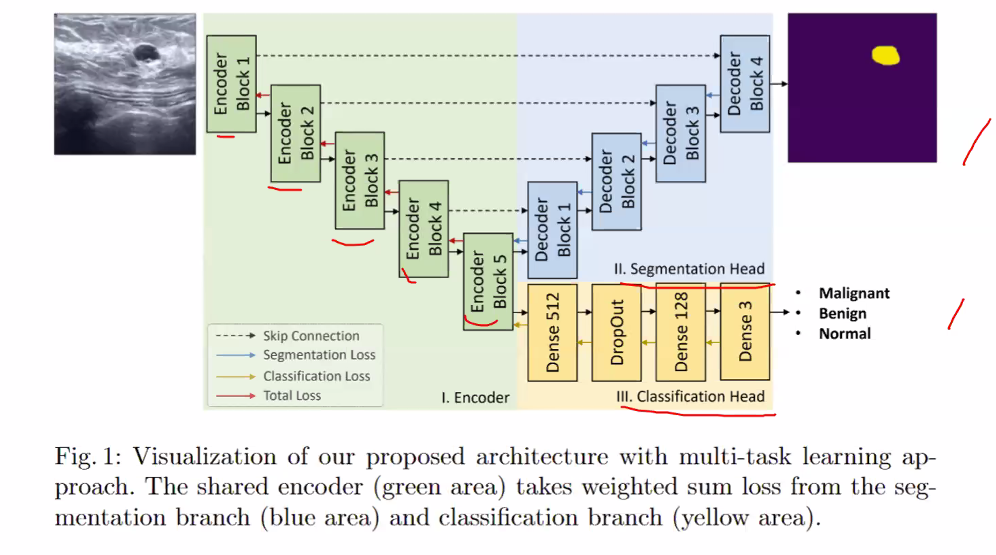 Encoder
Block 1
Encoder
Block 2
Encoder
Block 3
Encoder
Block 4
Encoder
Block 5
Decoder
Block 1
Decoder
Block 2
Decoder
Block 3
Decoder
Block 4
II. Segmentation Head
Dense 512
DropOut
Dense 128
Dense 3
• Malignant
• Benign
• Normal
Skip Connection
Segmentation Loss
Classification Loss
Total Loss
I. Encoder
III. Classification Head
Fig. 1: Visualization of our proposed architecture with multi-task learning ap-
proach. The shared encoder (green area) takes weighted sum loss from the seg-
mentation branch (blue area) and classification branch (yellow area).